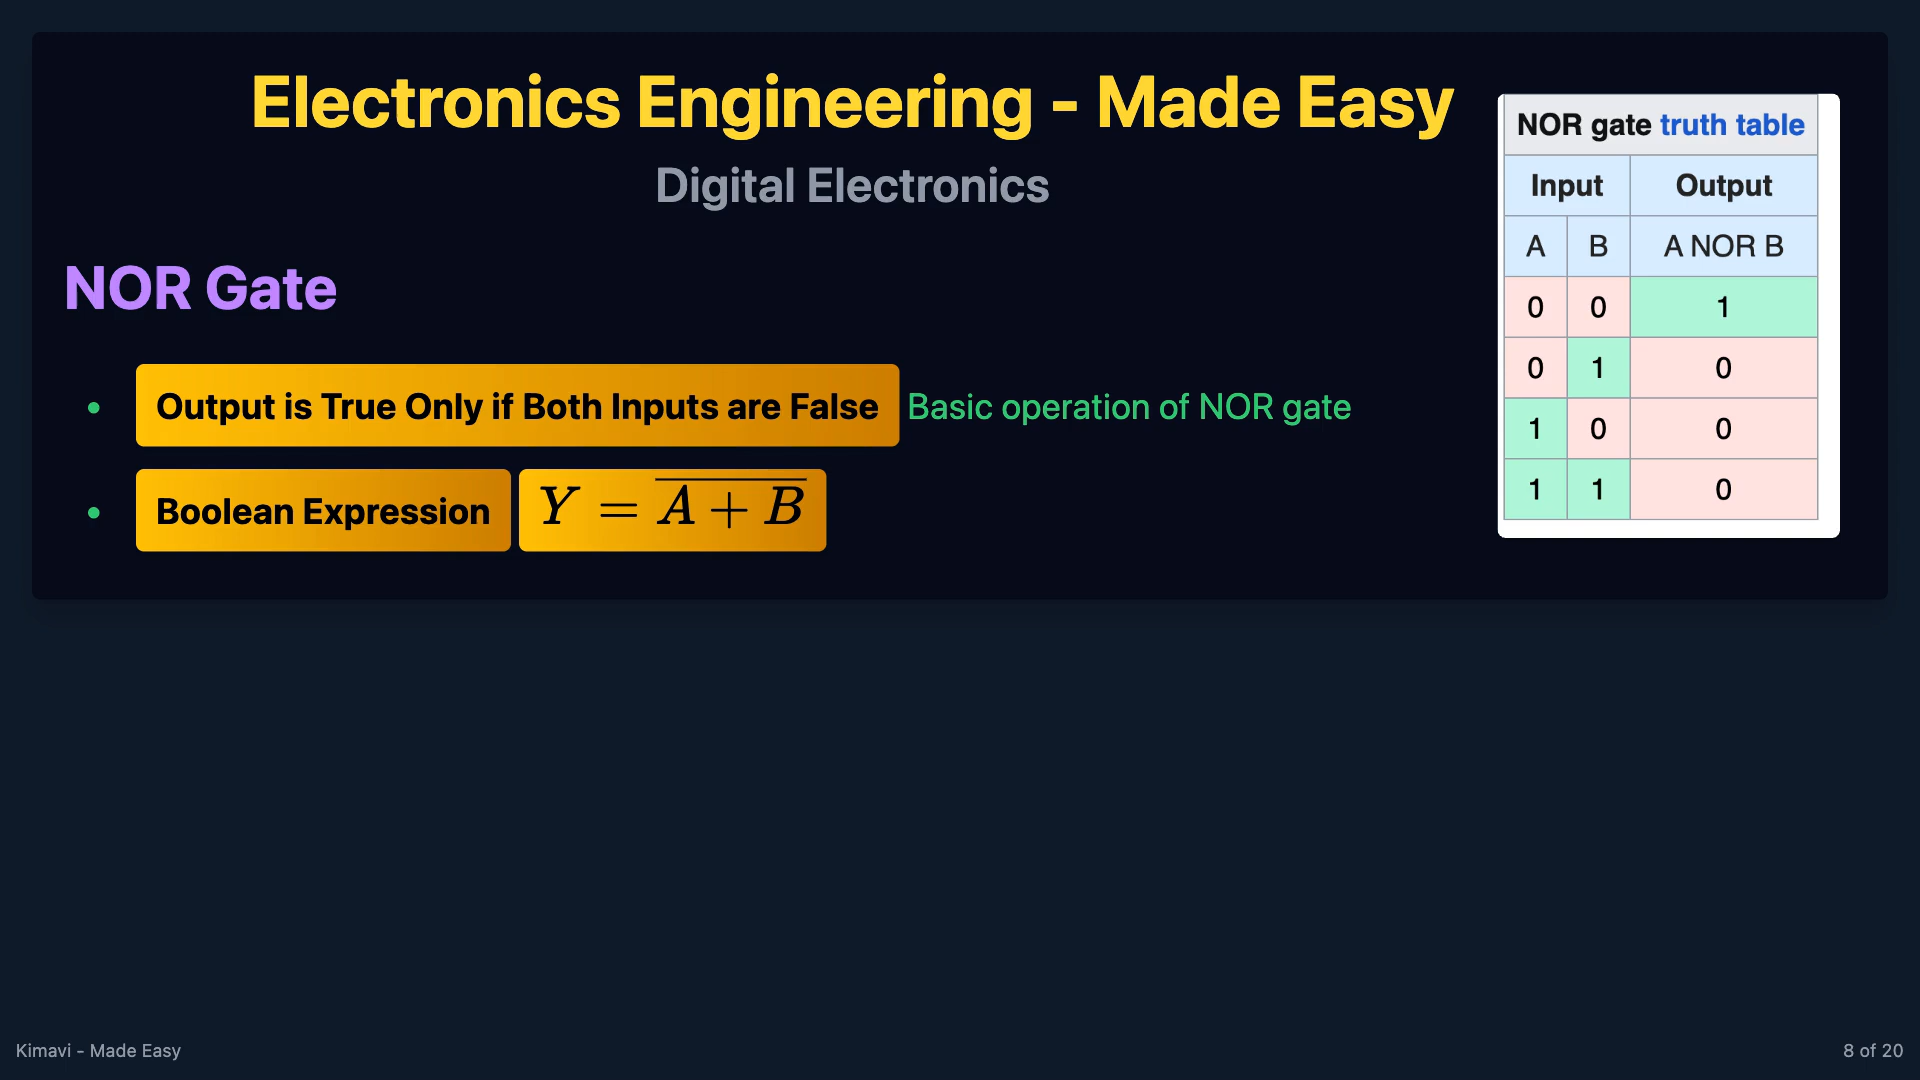 Electronics Engineering - Made Easy
Digital Electronics
NOR Gate
• Output is True Only if Both Inputs are False Basic operation of NOR gate
• Boolean Expression Y = \overline{A + B}
NOR gate truth table
Input Output
A B A NOR B
0 0 1
0 1 0
1 0 0
1 1 0
Kimavi - Made Easy
8 of 20